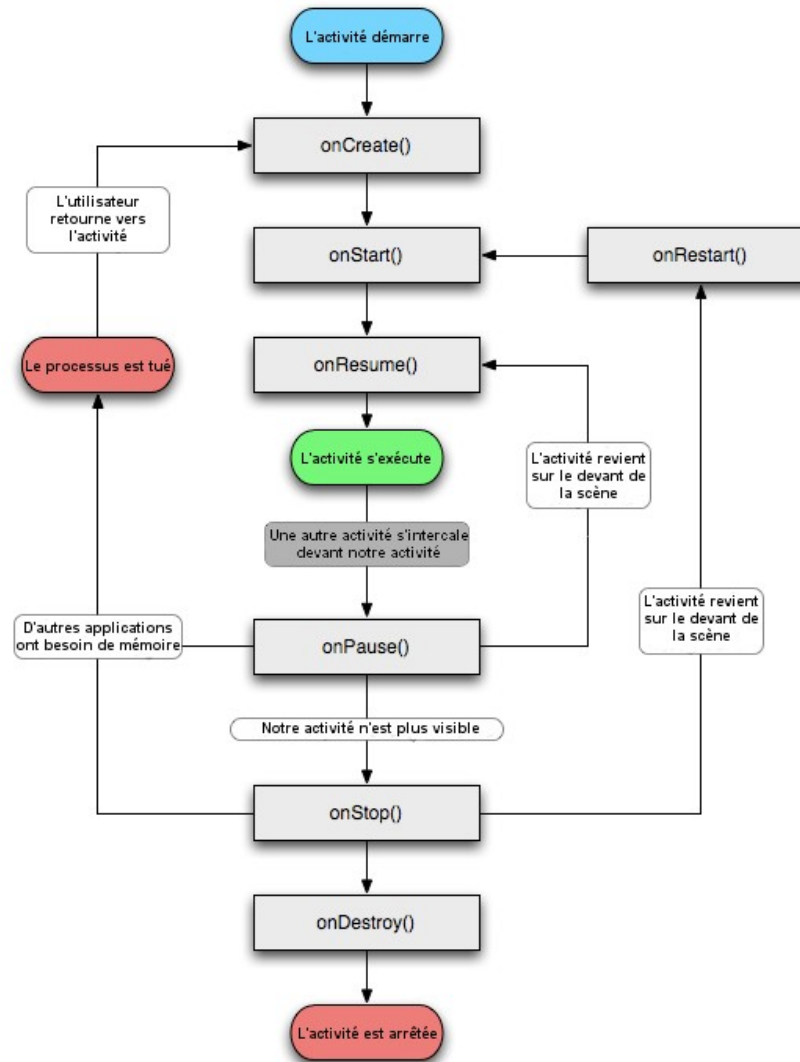 L'activité démarre
onCreate()
L'utilisateur
retourne vers
l'activité
onStart()
onRestart()
Le processus est tué
onResume()
L'activité s'exécute
L'activité revient
sur le devant de
la scène
Une autre activité s'intercale
devant notre activité
L'activité revient
sur le devant de
la scène
D'autres applications
ont besoin de mémoire
onPause()
Notre activité n'est plus visible
onStop()
onDestroy()
L'activité est arrêtée